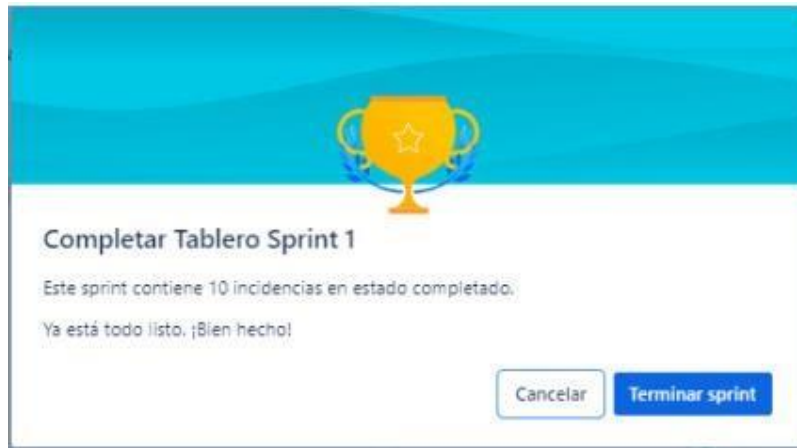 Completar Tablero Sprint 1
Este sprint contiene 10 incidencias en estado completado.
Ya está todo listo. ¡Bien hecho!
Cancelar
Terminar sprint